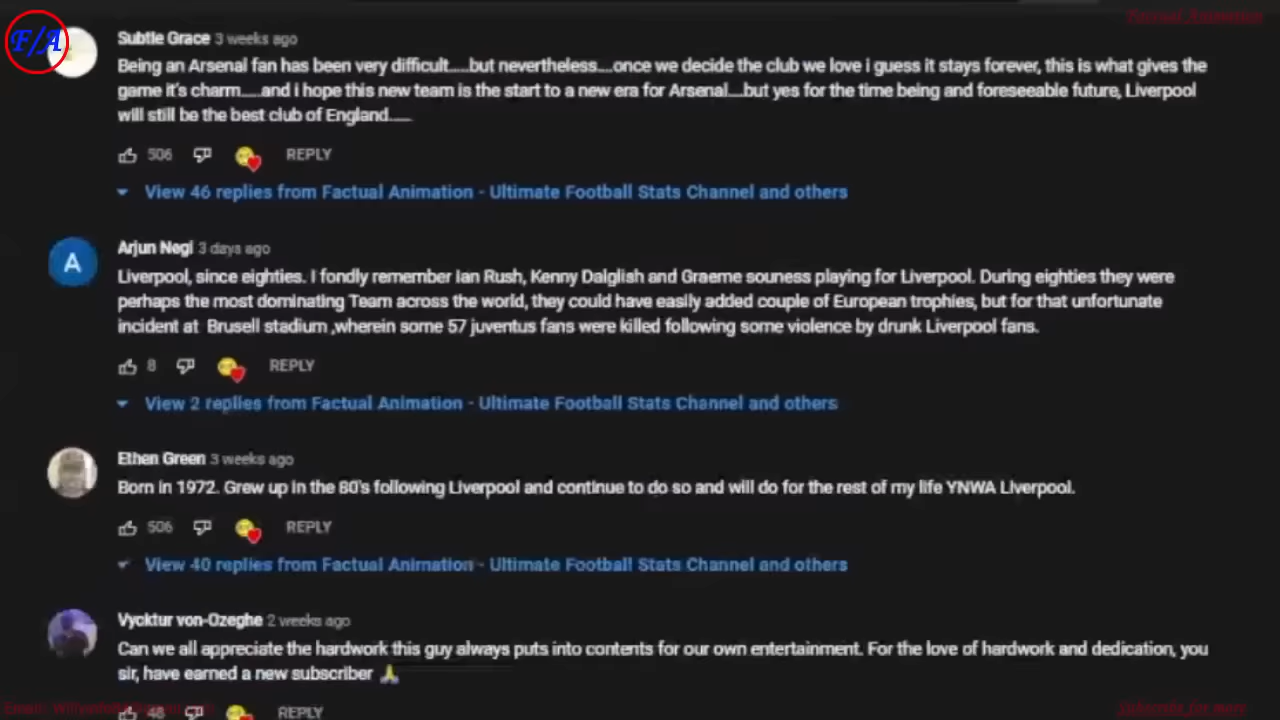 Factual Animation
F/A
Subtle Grace 3 weeks ago
Being an Arsenal fan has been very difficult.....but nevertheless....once we decide the club we love i guess it stays forever, this is what gives the
game it's charm.....and i hope this new team is the start to a new era for Arsenal....but yes for the time being and foreseeable future, Liverpool
will still be the best club of England......
506 REPLY
View 46 replies from Factual Animation - Ultimate Football Stats Channel and others
A
Arjun Negi 3 days ago
Liverpool, since eighties. I fondly remember Ian Rush, Kenny Dalglish and Graeme souness playing for Liverpool. During eighties they were
perhaps the most dominating Team across the world, they could have easily added couple of European trophies, but for that unfortunate
incident at Brusell stadium ,wherein some 57 juventus fans were killed following some violence by drunk Liverpool fans.
8 REPLY
View 2 replies from Factual Animation - Ultimate Football Stats Channel and others
Ethen Green 3 weeks ago
Born in 1972. Grew up in the 80's following Liverpool and continue to do so and will do for the rest of my life YNWA Liverpool.
506 REPLY
View 40 replies from Factual Animation - Ultimate Football Stats Channel and others
Vycktur von-Ozeghe 2 weeks ago
Can we all appreciate the hardwork this guy always puts into contents for our own entertainment. For the love of hardwork and dedication, you
sir, have earned a new subscriber 🙏
46 REPLY
Subscribe for more